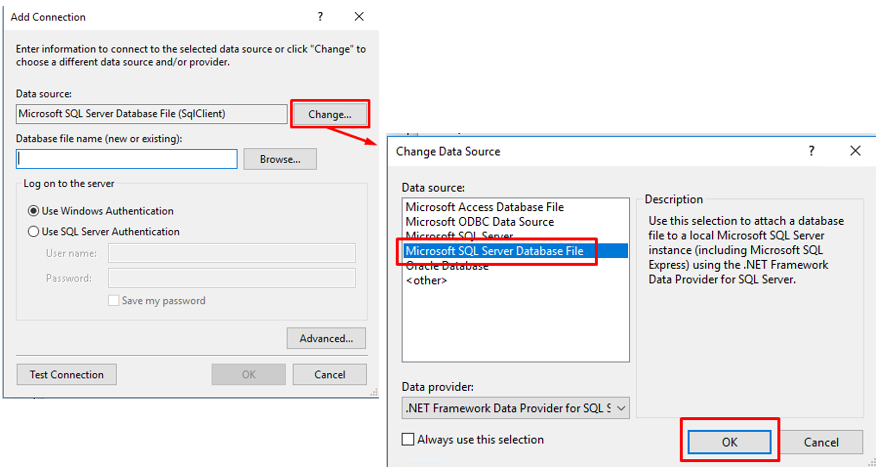 Add Connection
?
Enter information to connect to the selected data source or click "Change" to
choose a different data source and/or provider.
Data source:
Microsoft SQL Server Database File (SqlClient)
Change...
Database file name (new or existing):
Browse...
Log on to the server
Use Windows Authentication
Use SQL Server Authentication
User name:
Password:
Save my password
Advanced...
Test Connection
OK
Cancel
Change Data Source
?
Data source:
Microsoft Access Database File
Microsoft ODBC Data Source
Microsoft SQL Server
Microsoft SQL Server Database File
Oracle Database
<other>
Description
Use this selection to attach a database
file to a local Microsoft SQL Server
instance (including Microsoft SQL
Express) using the .NET Framework
Data Provider for SQL Server.
Data provider:
.NET Framework Data Provider for SQL S
Always use this selection
OK
Cancel